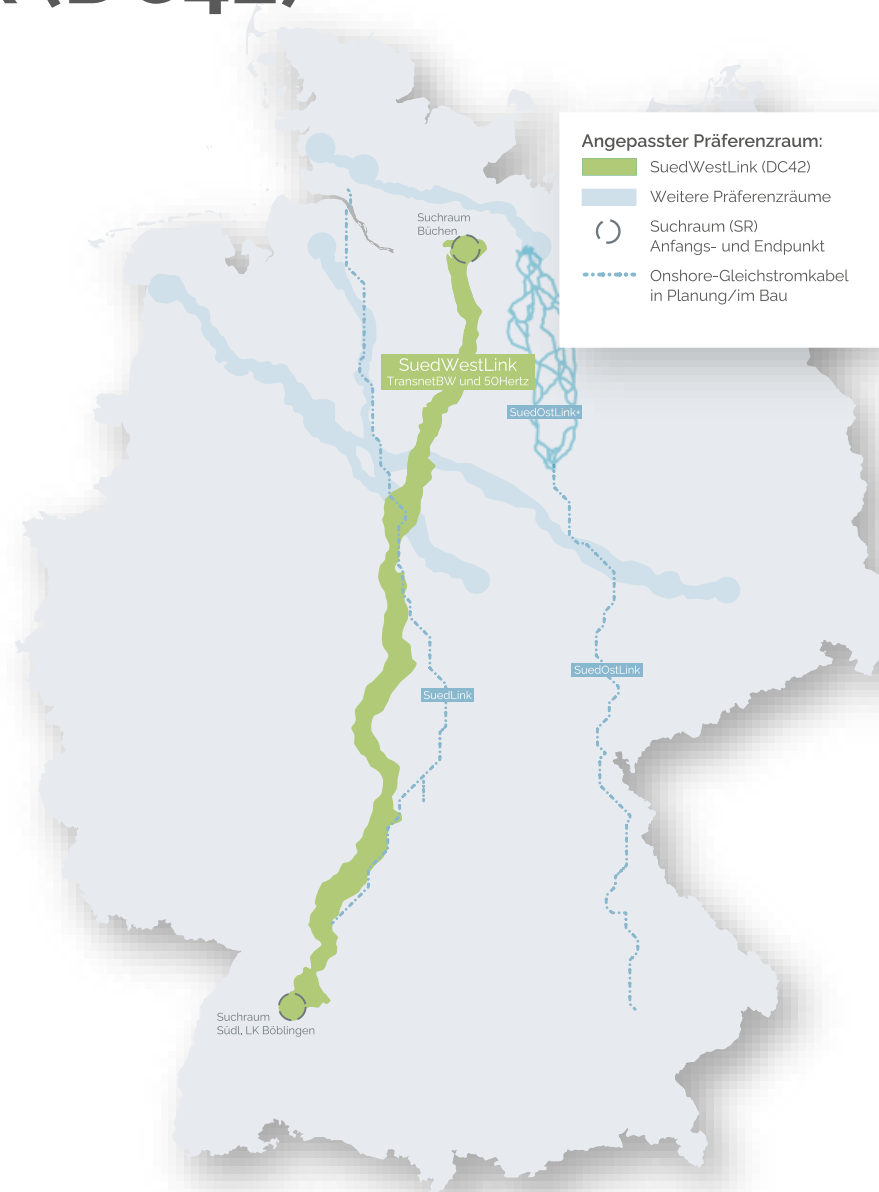 (DC42)
Angepasster Präferenzraum:
SuedWestLink (DC42)
Weitere Präferenzräume
Suchraum (SR)
Anfangs- und Endpunkt
Onshore-Gleichstromkabel
in Planung/im Bau
Suchraum
Büchen
SuedWestLink
TransnetBW und 50Hertz
SuedOstLink+
SuedOstLink
SuedLink
Suchraum
Südl. LK Böblingen